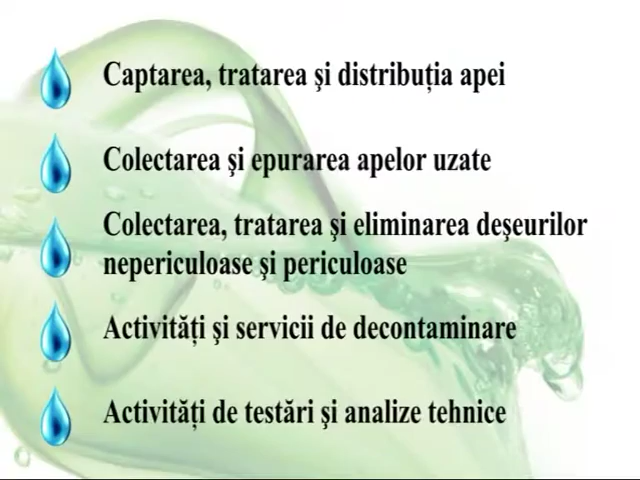 Captarea, tratarea şi distribuția apei
Colectarea şi epurarea apelor uzate
Colectarea, tratarea şi eliminarea deşeurilor
nepericuloase şi periculoase
Activități şi servicii de decontaminare
Activități de testări şi analize tehnice